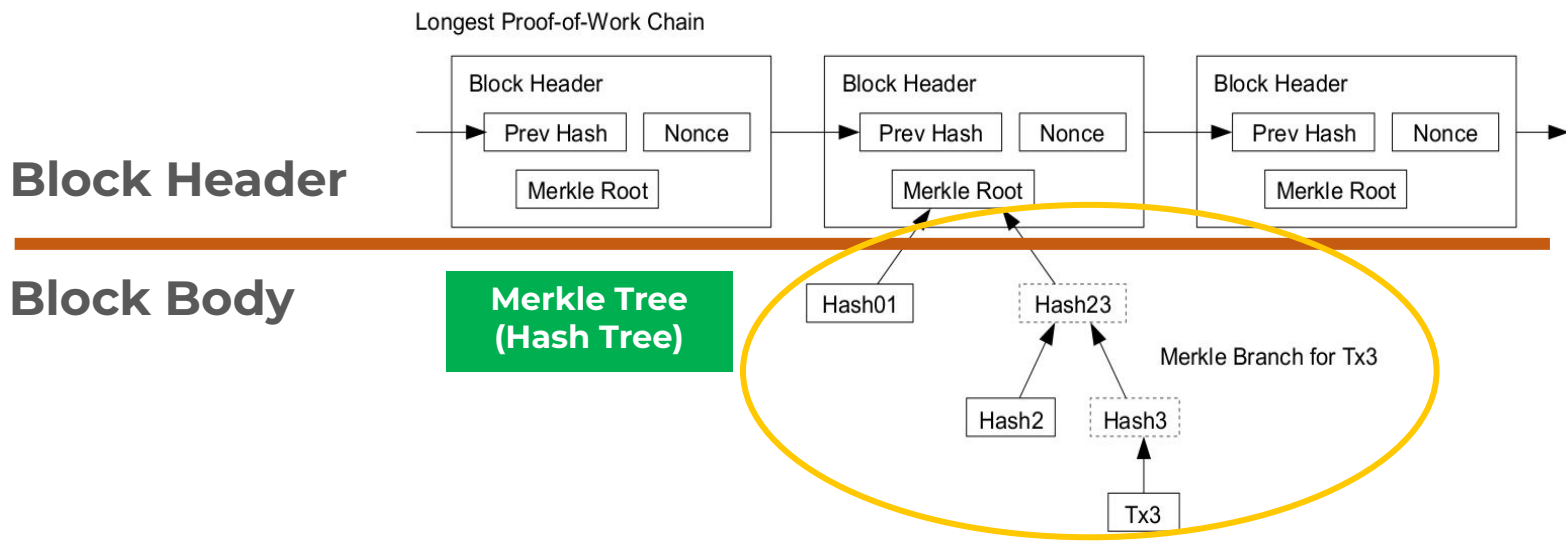 Longest Proof-of-Work Chain
Block Header
Block Header
Block Header
Prev Hash
Nonce
Prev Hash
Nonce
Prev Hash
Nonce
Block Header
Merkle Root
Merkle Root
Merkle Root
Block Body
Merkle Tree
(Hash Tree)
Hash01
Hash23
Merkle Branch for Tx3
Hash2
Hash3
Tx3